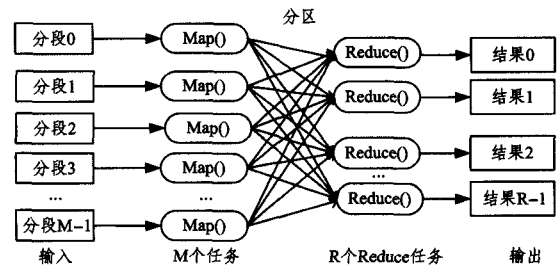 分区
分段0 Map() Reduce() 结果0
分段1 Map() Reduce() 结果1
分段2 Map() Reduce() 结果2
分段3 Map() ... Reduce() 结果R-1
... ...
分段M-1 Map()
输入 M个任务 R个Reduce任务 输出